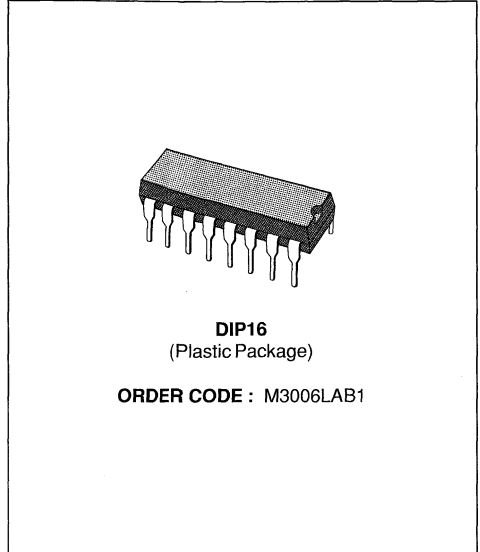 DIP16
(Plastic Package)
ORDER CODE : M3006LAB1